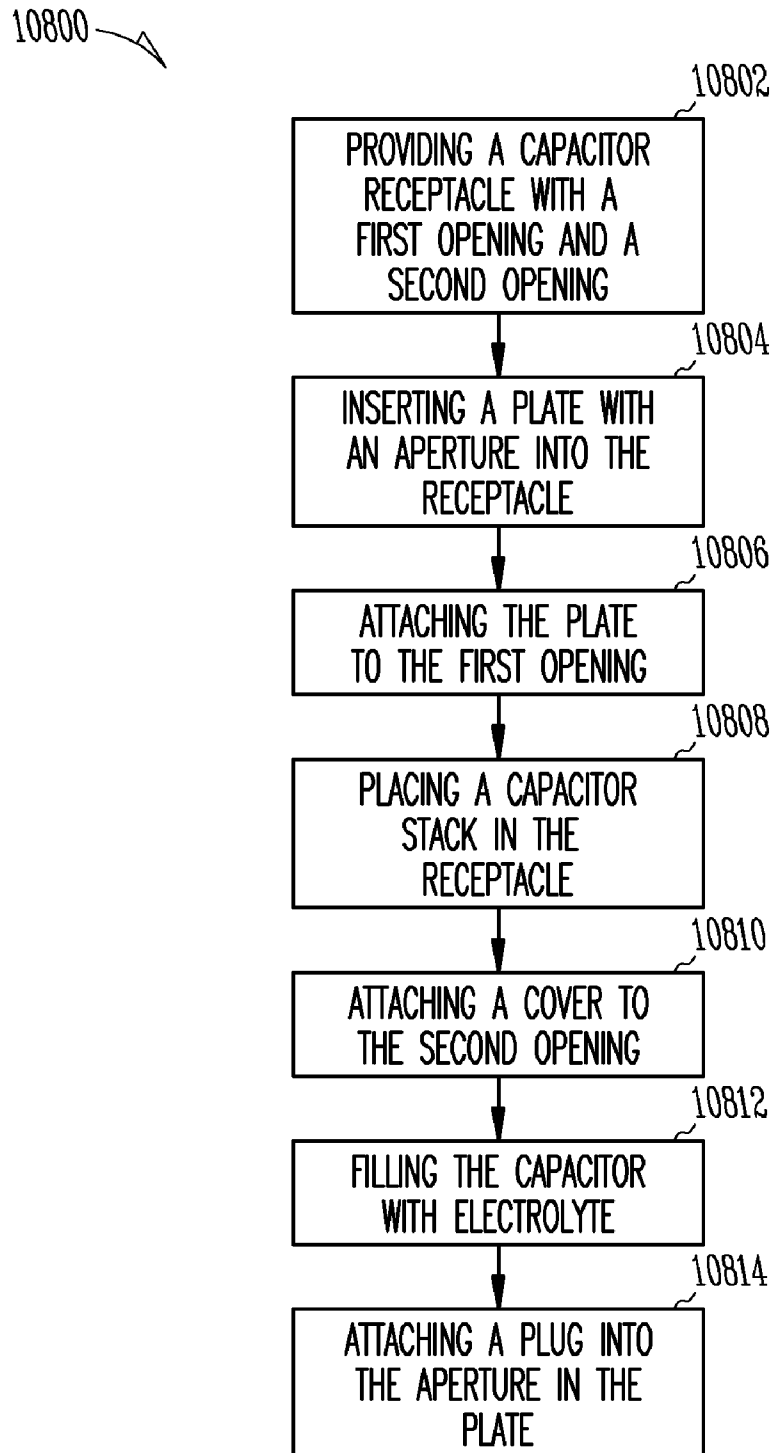 10800
10802
PROVIDING A CAPACITOR
RECEPTACLE WITH A
FIRST OPENING AND A
SECOND OPENING
10804
INSERTING A PLATE WITH
AN APERTURE INTO THE
RECEPTACLE
10806
ATTACHING THE PLATE
TO THE FIRST OPENING
10808
PLACING A CAPACITOR
STACK IN THE
RECEPTACLE
10810
ATTACHING A COVER TO
THE SECOND OPENING
10812
FILLING THE CAPACITOR
WITH ELECTROLYTE
10814
ATTACHING A PLUG INTO
THE APERTURE IN THE
PLATE